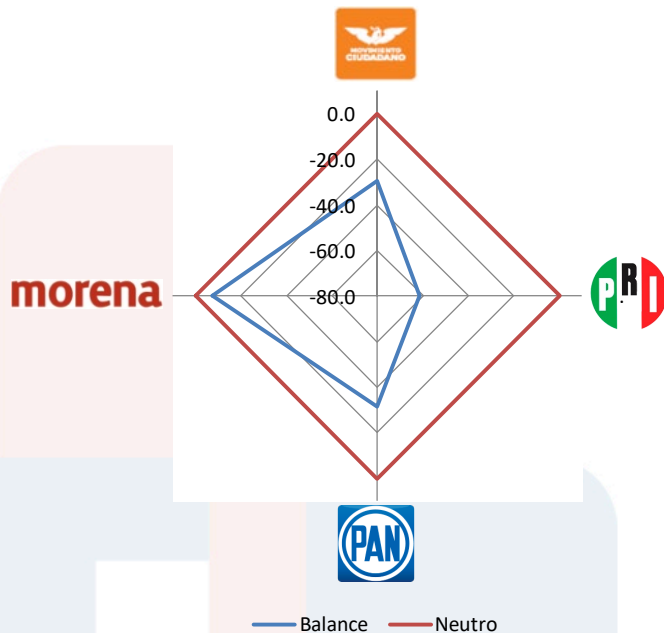 MOVIMIENTO
CIUDADANO
0.0
-20.0
-40.0
-60.0
-80.0
morena
PRI
PAN
Balance
Neutro